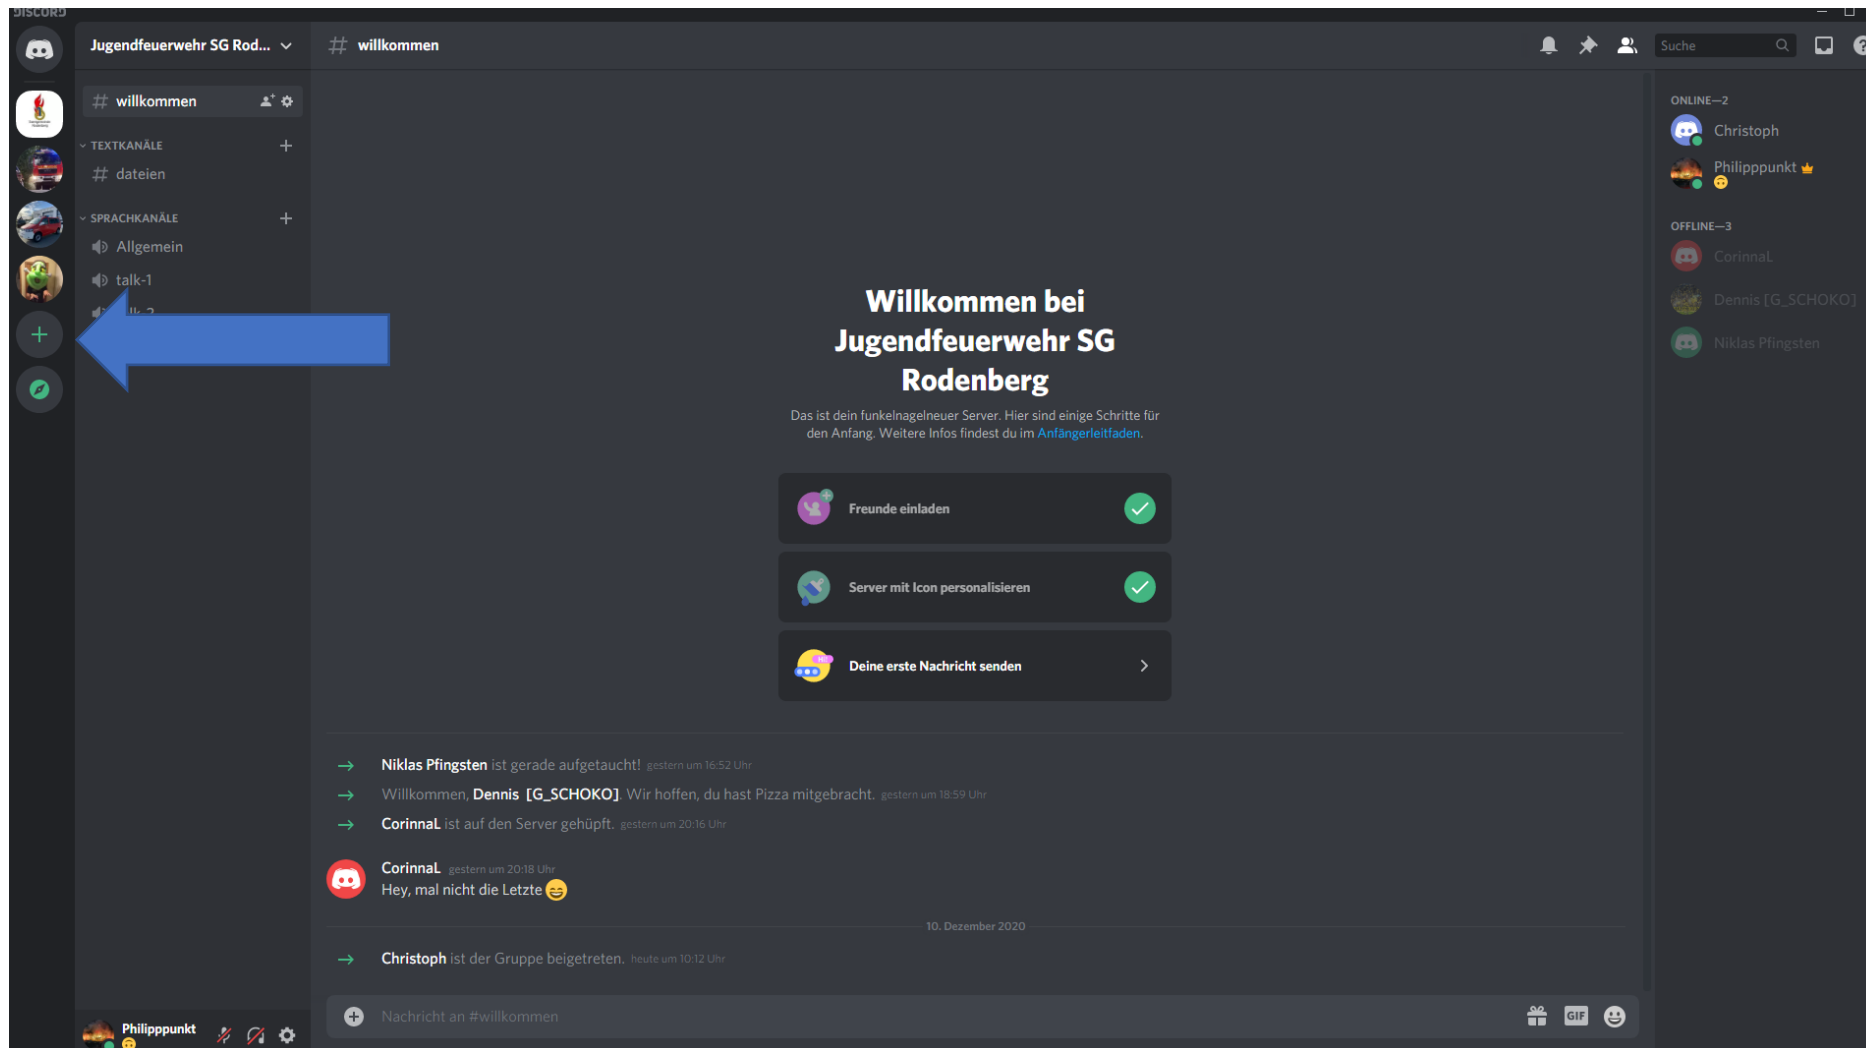 DISCORD
Jugendfeuerwehr SG Rod...
willkommen
Suche
willkommen
TEXTKANÄLE
dateien
SPRACHKANÄLE
Allgemein
talk-1
Willkommen bei
Jugendfeuerwehr SG
Rodenberg
Das ist dein funkelnagelneuer Server. Hier sind einige Schritte für
den Anfang. Weitere Infos findest du im Anfängerleitfaden.
Freunde einladen
Server mit Icon personalisieren
Deine erste Nachricht senden
Niklas Pfingsten ist gerade aufgetaucht! gestern um 16:52 Uhr
Willkommen, Dennis [G_SCHOKO]. Wir hoffen, du hast Pizza mitgebracht. gestern um 18:59 Uhr
CorinnaL ist auf den Server gehüpft. gestern um 20:16 Uhr
CorinnaL gestern um 20:18 Uhr
Hey, mal nicht die Letzte 😄
10. Dezember 2020
Christoph ist der Gruppe beigetreten. heute um 10:12 Uhr
Nachricht an #willkommen
GIF
Philipppunkt
ONLINE—2
Christoph
Philipppunkt
OFFLINE—3
CorinnaL
Dennis [G_SCHOKO]
Niklas Pfingsten